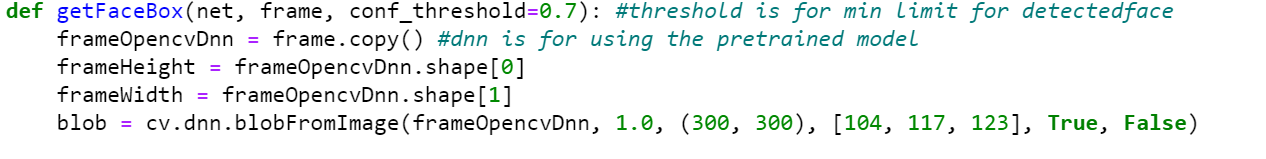 def getFaceBox(net, frame, conf_threshold=0.7): #threshold is for min limit for detectedface
    frameOpencvDnn = frame.copy() #dnn is for using the pretrained model
    frameHeight = frameOpencvDnn.shape[0]
    frameWidth = frameOpencvDnn.shape[1]
    blob = cv.dnn.blobFromImage(frameOpencvDnn, 1.0, (300, 300), [104, 117, 123], True, False)